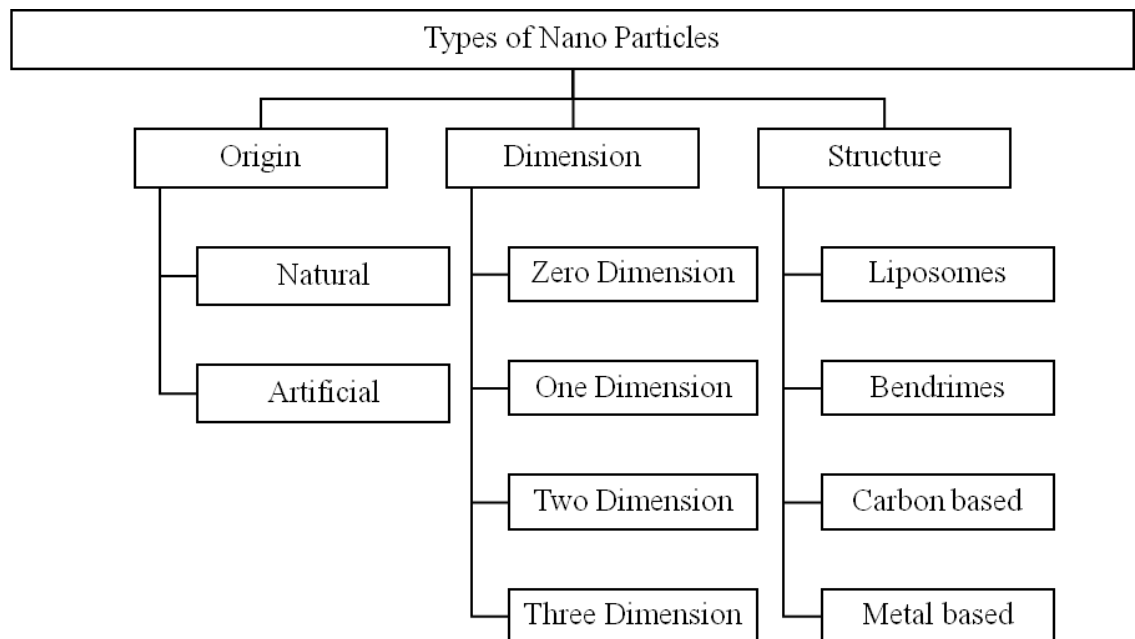 Types of Nano Particles
Origin
Dimension
Structure
Natural
Zero Dimension
Liposomes
Artificial
One Dimension
Bendrimes
Two Dimension
Carbon based
Three Dimension
Metal based